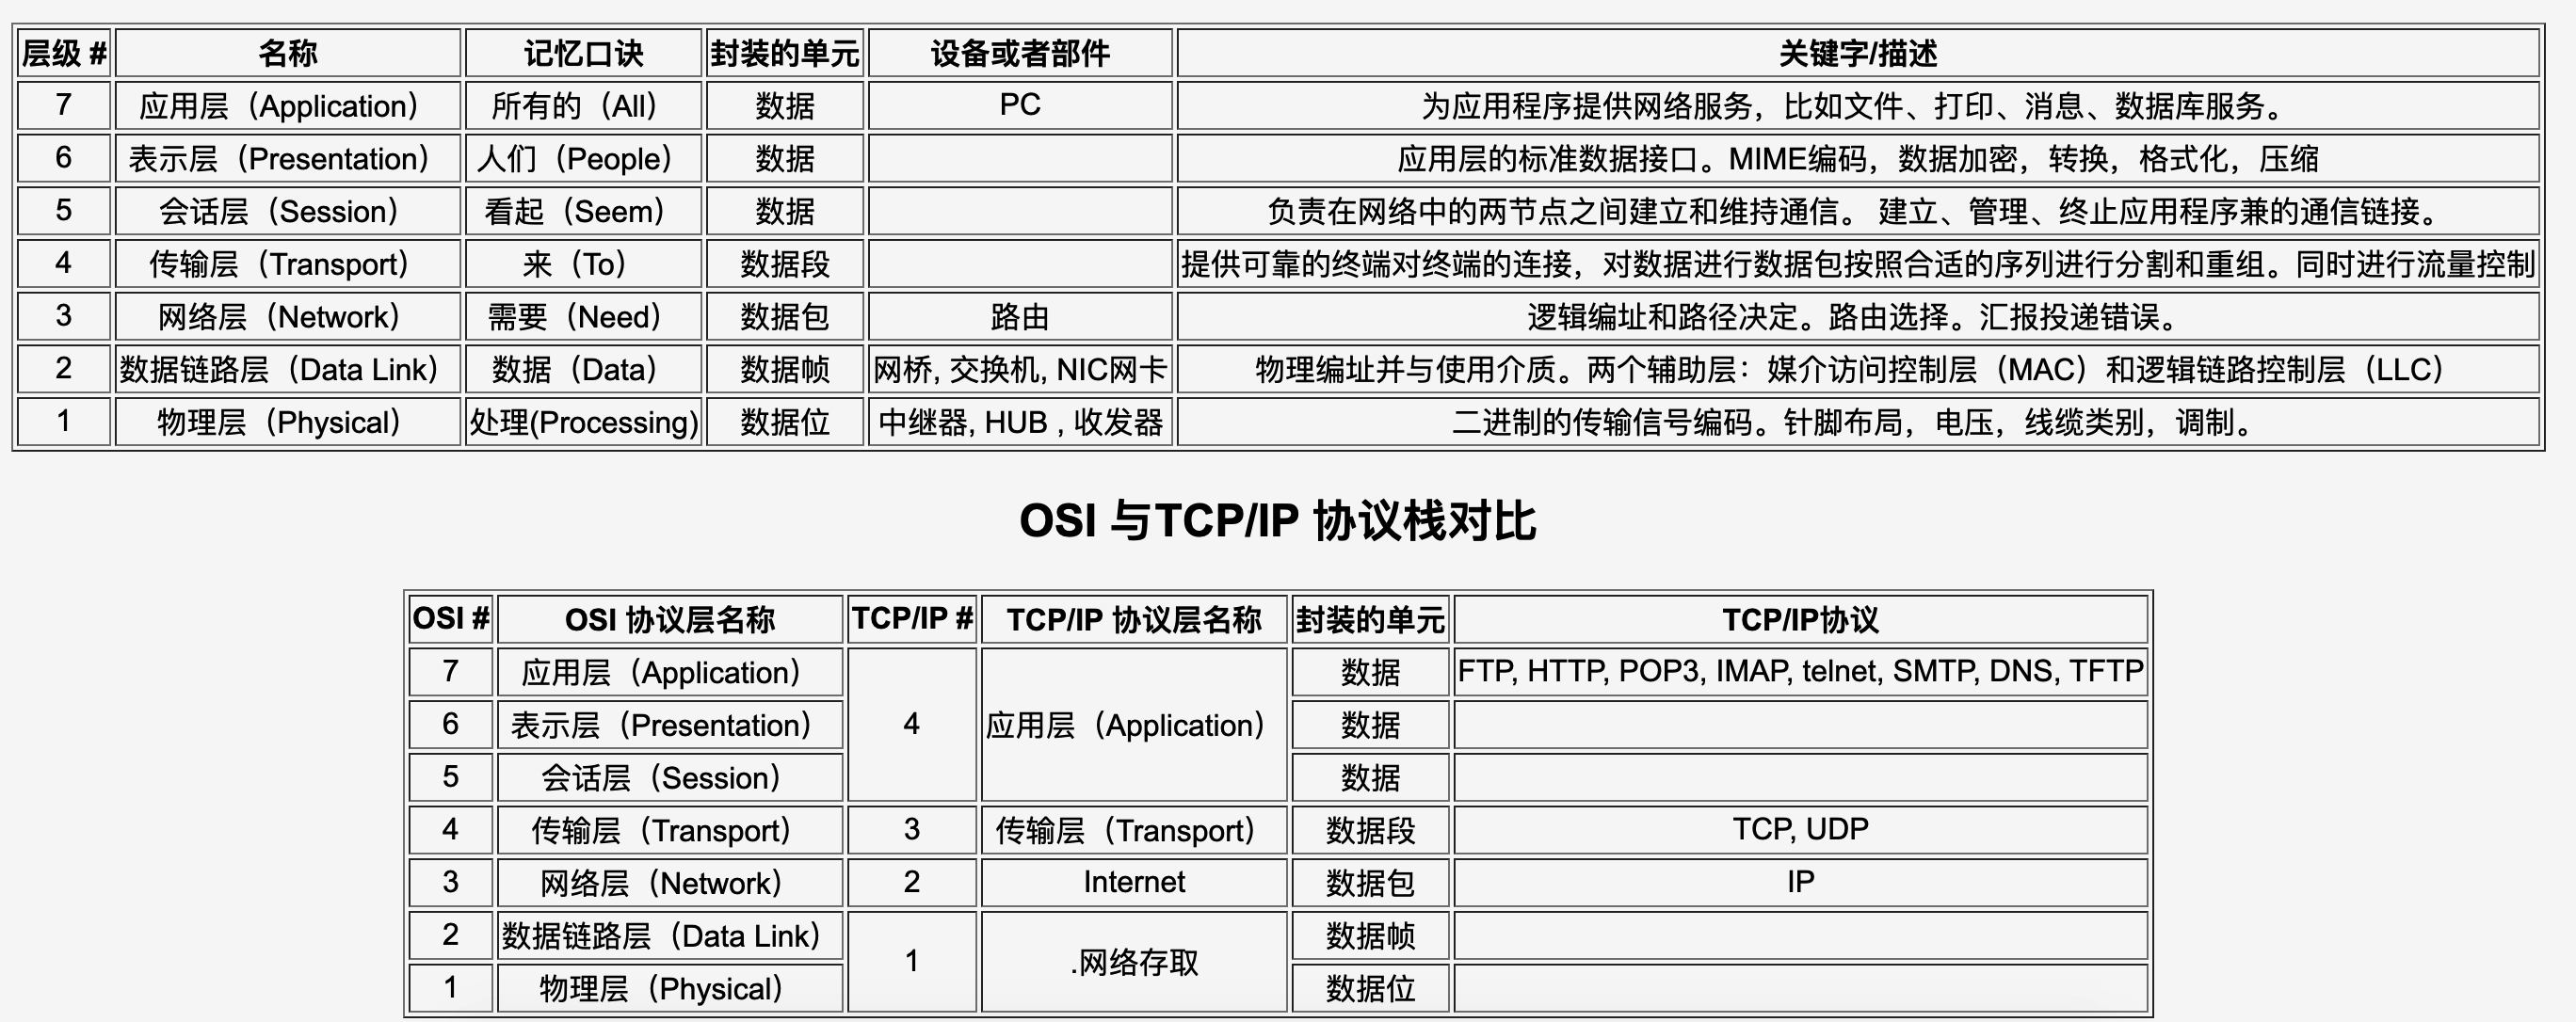 层级 # 名称 记忆口诀 封装的单元 设备或者部件 关键字/描述
7 应用层（Application） 所有的（All） 数据 PC 为应用程序提供网络服务，比如文件、打印、消息、数据库服务。
6 表示层（Presentation） 人们（People） 数据 应用层的标准数据接口。MIME编码，数据加密，转换，格式化，压缩
5 会话层（Session） 看起（Seem） 数据 负责在网络中的两节点之间建立和维持通信。 建立、管理、终止应用程序兼的通信链接。
4 传输层（Transport） 来（To） 数据段 提供可靠的终端对终端的连接，对数据进行数据包按照合适的序列进行分割和重组。同时进行流量控制
3 网络层（Network） 需要（Need） 数据包 路由 逻辑编址和路径决定。路由选择。汇报投递错误。
2 数据链路层（Data Link） 数据（Data） 数据帧 网桥, 交换机, NIC网卡 物理编址并与使用介质。两个辅助层：媒介访问控制层（MAC）和逻辑链路控制层（LLC）
1 物理层（Physical） 处理(Processing) 数据位 中继器, HUB , 收发器 二进制的传输信号编码。针脚布局，电压，线缆类别，调制。
OSI 与TCP/IP 协议栈对比
OSI # OSI 协议层名称 TCP/IP # TCP/IP 协议层名称 封装的单元 TCP/IP协议
7 应用层（Application） 数据 FTP, HTTP, POP3, IMAP, telnet, SMTP, DNS, TFTP
6 表示层（Presentation） 4 应用层（Application） 数据
5 会话层（Session） 数据
4 传输层（Transport） 3 传输层（Transport） 数据段 TCP, UDP
3 网络层（Network） 2 Internet 数据包 IP
2 数据链路层（Data Link） 数据帧
1 .网络存取
1 物理层（Physical） 数据位